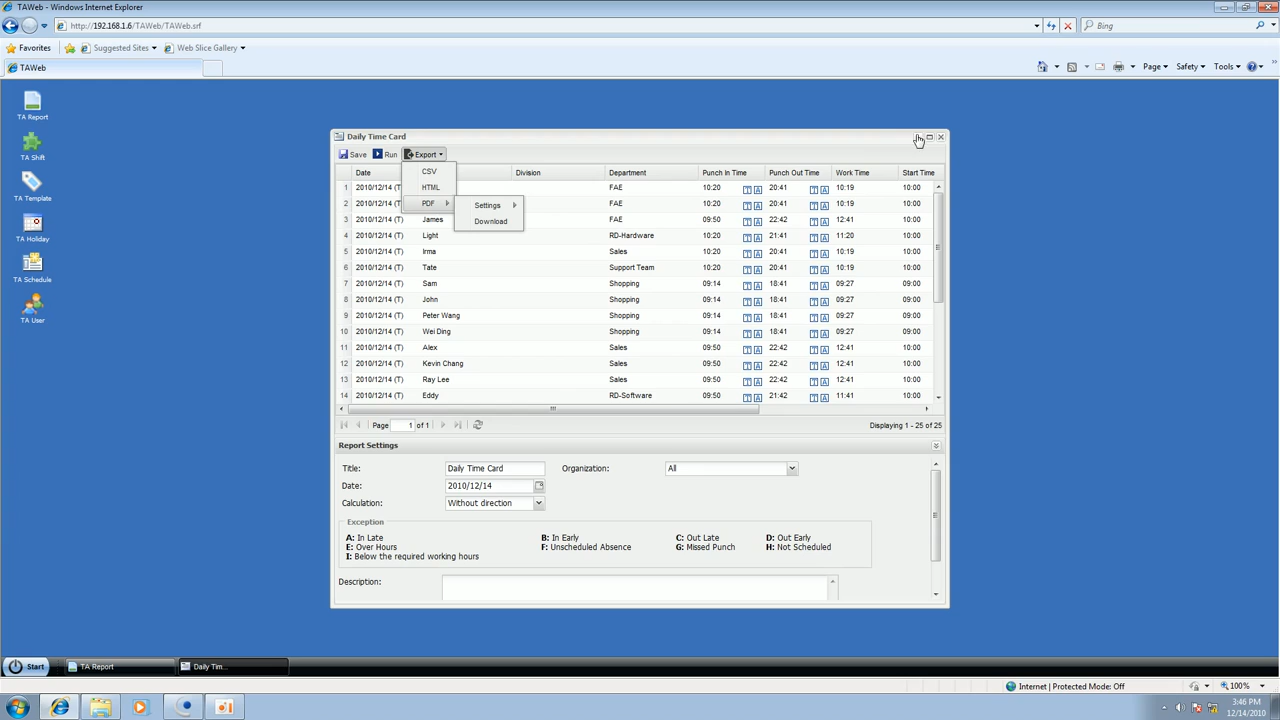 TAWeb - Windows Internet Explorer
http://192.168.1.6/TAWeb/TAWeb.srf
Bing
Favorites Suggested Sites Web Slice Gallery
TAWeb
Page Safety Tools
TA Report
TA Shift
TA Template
TA Holiday
TA Schedule
TA User
Daily Time Card
Save Run Export
CSV
HTML
PDF
Settings
Download
Date Division Department Punch In Time Punch Out Time Work Time Start Time
1 2010/12/14 (T) FAE 10:20 T A 20:41 T A 10:19 10:00
2 2010/12/14 (T) FAE 10:20 T A 20:41 T A 10:19 10:00
3 2010/12/14 (T) James FAE 09:50 T A 22:42 T A 12:41 10:00
4 2010/12/14 (T) Light RD-Hardware 10:20 T A 21:41 T A 11:20 10:00
5 2010/12/14 (T) Irma Sales 10:20 T A 20:41 T A 10:19 10:00
6 2010/12/14 (T) Tate Support Team 10:20 T A 20:41 T A 10:19 10:00
7 2010/12/14 (T) Sam Shopping 09:14 T A 18:41 T A 09:27 09:00
8 2010/12/14 (T) John Shopping 09:14 T A 18:41 T A 09:27 09:00
9 2010/12/14 (T) Peter Wang Shopping 09:14 T A 18:41 T A 09:27 09:00
10 2010/12/14 (T) Wei Ding Shopping 09:14 T A 18:41 T A 09:27 09:00
11 2010/12/14 (T) Alex Sales 09:50 T A 22:42 T A 12:41 10:00
12 2010/12/14 (T) Kevin Chang Sales 09:50 T A 22:42 T A 12:41 10:00
13 2010/12/14 (T) Ray Lee Sales 09:50 T A 22:42 T A 12:41 10:00
14 2010/12/14 (T) Eddy RD-Software 09:50 T A 21:42 T A 11:41 10:00
Page 1 of 1 Displaying 1 - 25 of 25
Report Settings
Title: Daily Time Card Organization: All
Date: 2010/12/14
Calculation: Without direction
Exception
A: In Late B: In Early C: Out Late D: Out Early
E: Over Hours F: Unscheduled Absence G: Missed Punch H: Not Scheduled
I: Below the required working hours
Description:
Start TA Report Daily Tim...
Internet | Protected Mode: Off 100%
3:46 PM
12/14/2010